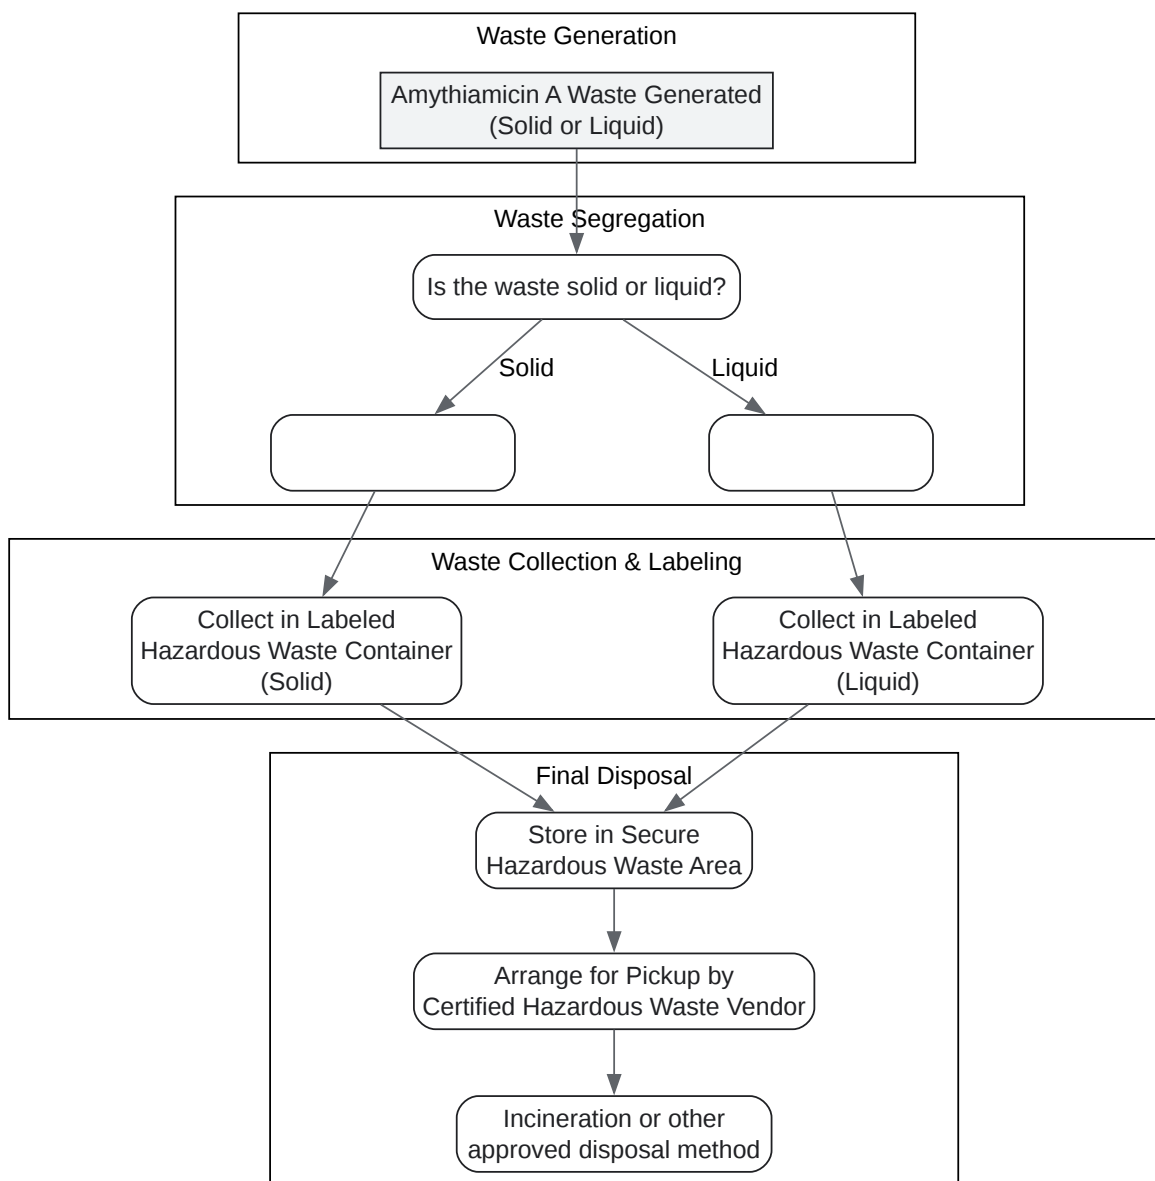 Waste Generation
Amythiamicin A Waste Generated
(Solid or Liquid)
Waste Segregation
Is the waste solid or liquid?
Solid
Liquid
Waste Collection & Labeling
Collect in Labeled
Hazardous Waste Container
(Solid)
Collect in Labeled
Hazardous Waste Container
(Liquid)
Final Disposal
Store in Secure
Hazardous Waste Area
Arrange for Pickup by
Certified Hazardous Waste Vendor
Incineration or other
approved disposal method